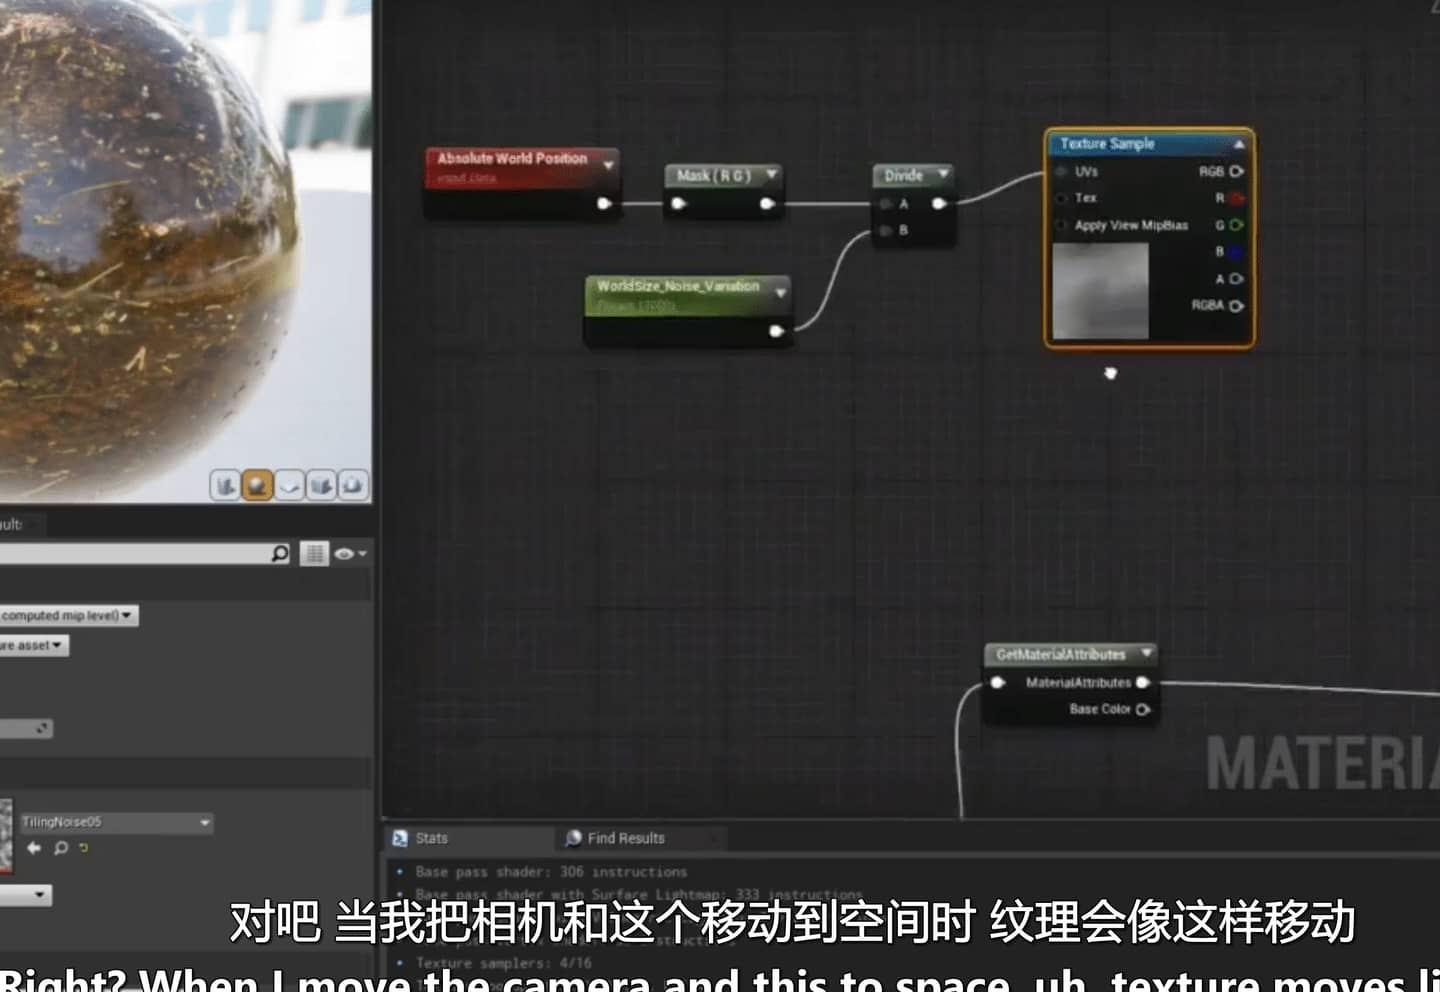 Absolute World Position
Input Data
Mask ( R G )
Divide
A
B
WorldSize_Noise_Variation
Texture Sample
UVs
RGB
Tex
R
Apply View MipBias
G
B
A
RGBA
GetMaterialAttributes
MaterialAttributes
Base Color
MATERIA
ault:
computed mip level)
ure asset
TilingNoise05
Stats
Find Results
Base pass shader: 306 instructions
Base pass shader with Surface Lightmap: 333 instructions
Texture samplers: 4/16
对吧 当我把相机和这个移动到空间时 纹理会像这样移动
Right? When I move the camera and this to space, uh, texture moves li